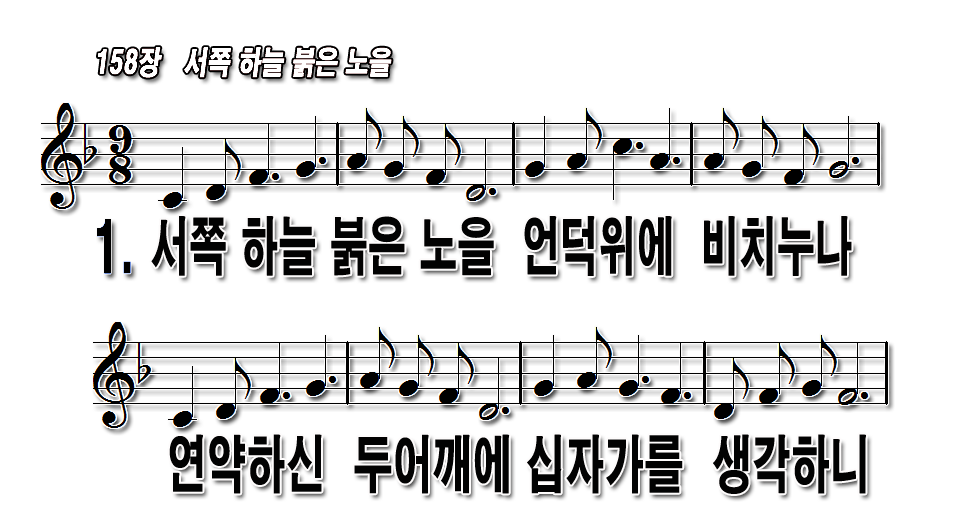 158장 서쪽 하늘 붉은 노을
9
8
1. 서쪽 하늘 붉은 노을 언덕위에 비치누나
연약하신 두어깨에 십자가를 생각하니